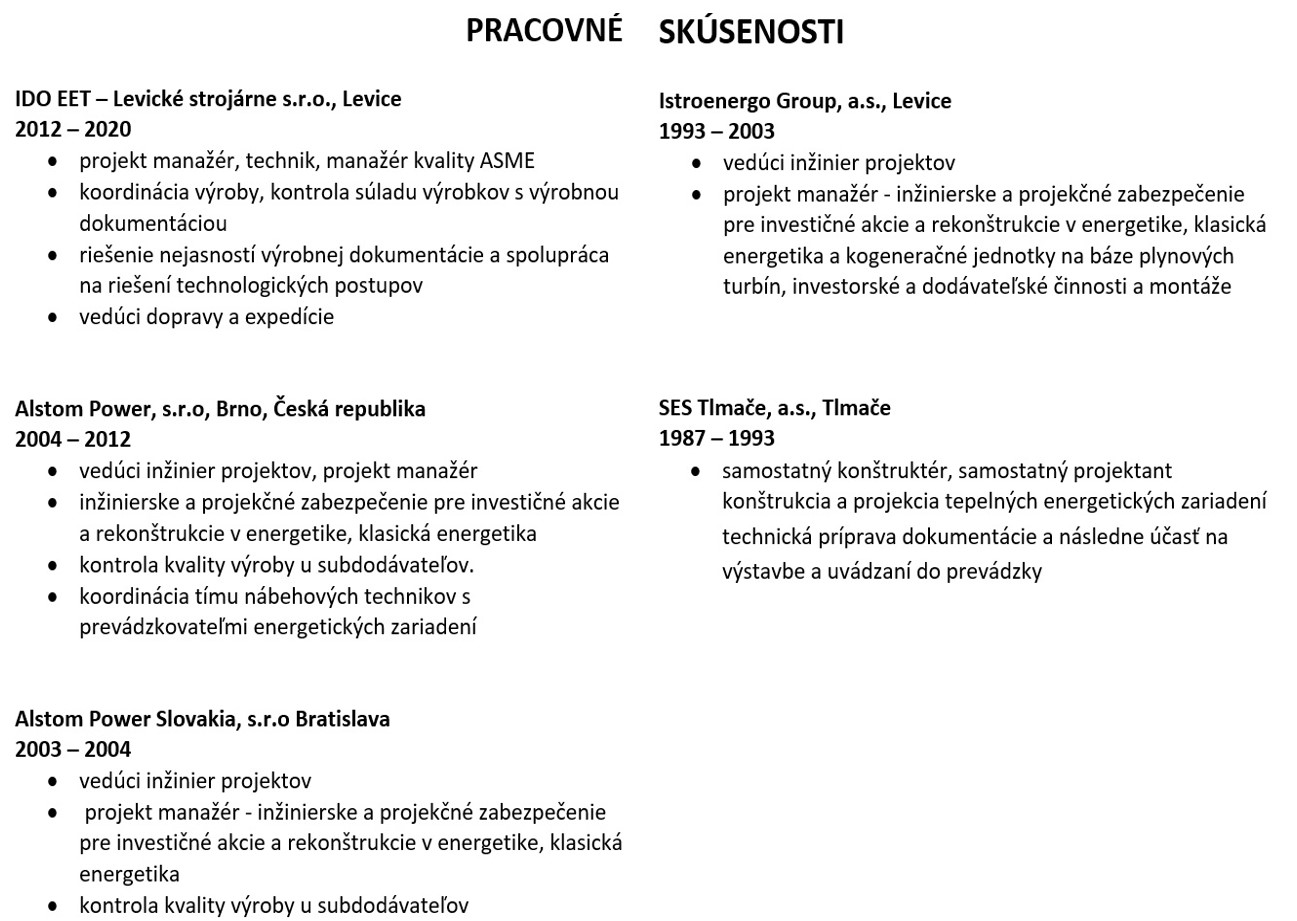 PRACOVNÉ SKÚSENOSTI
IDO EET – Levické strojárne s.r.o., Levice
2012 – 2020
• projekt manažér, technik, manažér kvality ASME
• koordinácia výroby, kontrola súladu výrobkov s výrobnou
dokumentáciou
• riešenie nejasností výrobnej dokumentácie a spolupráca
na riešení technologických postupov
• vedúci dopravy a expedície
Alstom Power, s.r.o, Brno, Česká republika
2004 – 2012
• vedúci inžinier projektov, projekt manažér
• inžinierske a projekčné zabezpečenie pre investičné akcie
a rekonštrukcie v energetike, klasická energetika
• kontrola kvality výroby u subdodávateľov.
• koordinácia tímu nábehových technikov s
prevádzkovateľmi energetických zariadení
Alstom Power Slovakia, s.r.o Bratislava
2003 – 2004
• vedúci inžinier projektov
• projekt manažér - inžinierske a projekčné zabezpečenie
pre investičné akcie a rekonštrukcie v energetike, klasická
energetika
• kontrola kvality výroby u subdodávateľov
Istroenergo Group, a.s., Levice
1993 – 2003
• vedúci inžinier projektov
• projekt manažér - inžinierske a projekčné zabezpečenie
pre investičné akcie a rekonštrukcie v energetike, klasická
energetika a kogeneračné jednotky na báze plynových
turbín, investorské a dodávateľské činnosti a montáže
SES Tlmače, a.s., Tlmače
1987 – 1993
• samostatný konštruktér, samostatný projektant
konštrukcia a projekcia tepelných energetických zariadení
technická príprava dokumentácie a následne účasť na
výstavbe a uvádzaní do prevádzky